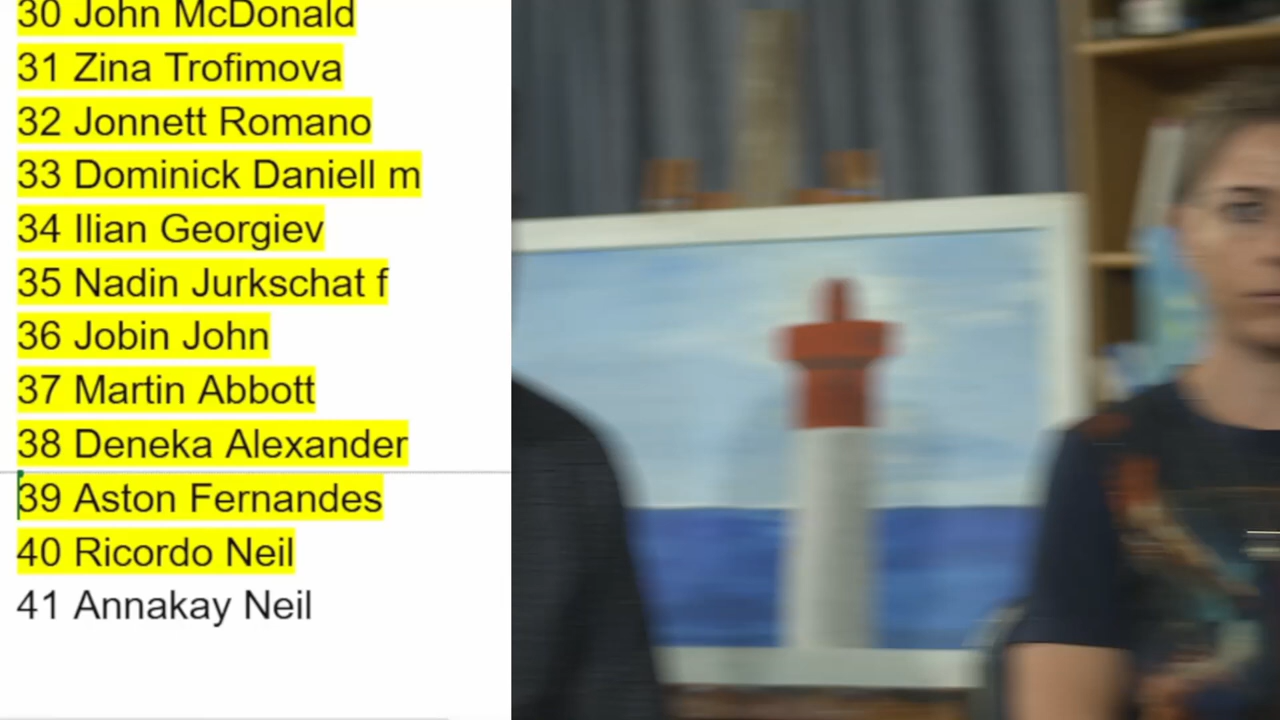 30 John McDonald
31 Zina Trofimova
32 Jonnett Romano
33 Dominick Daniell m
34 Ilian Georgiev
35 Nadin Jurkschat f
36 Jobin John
37 Martin Abbott
38 Deneka Alexander
39 Aston Fernandes
40 Ricordo Neil
41 Annakay Neil